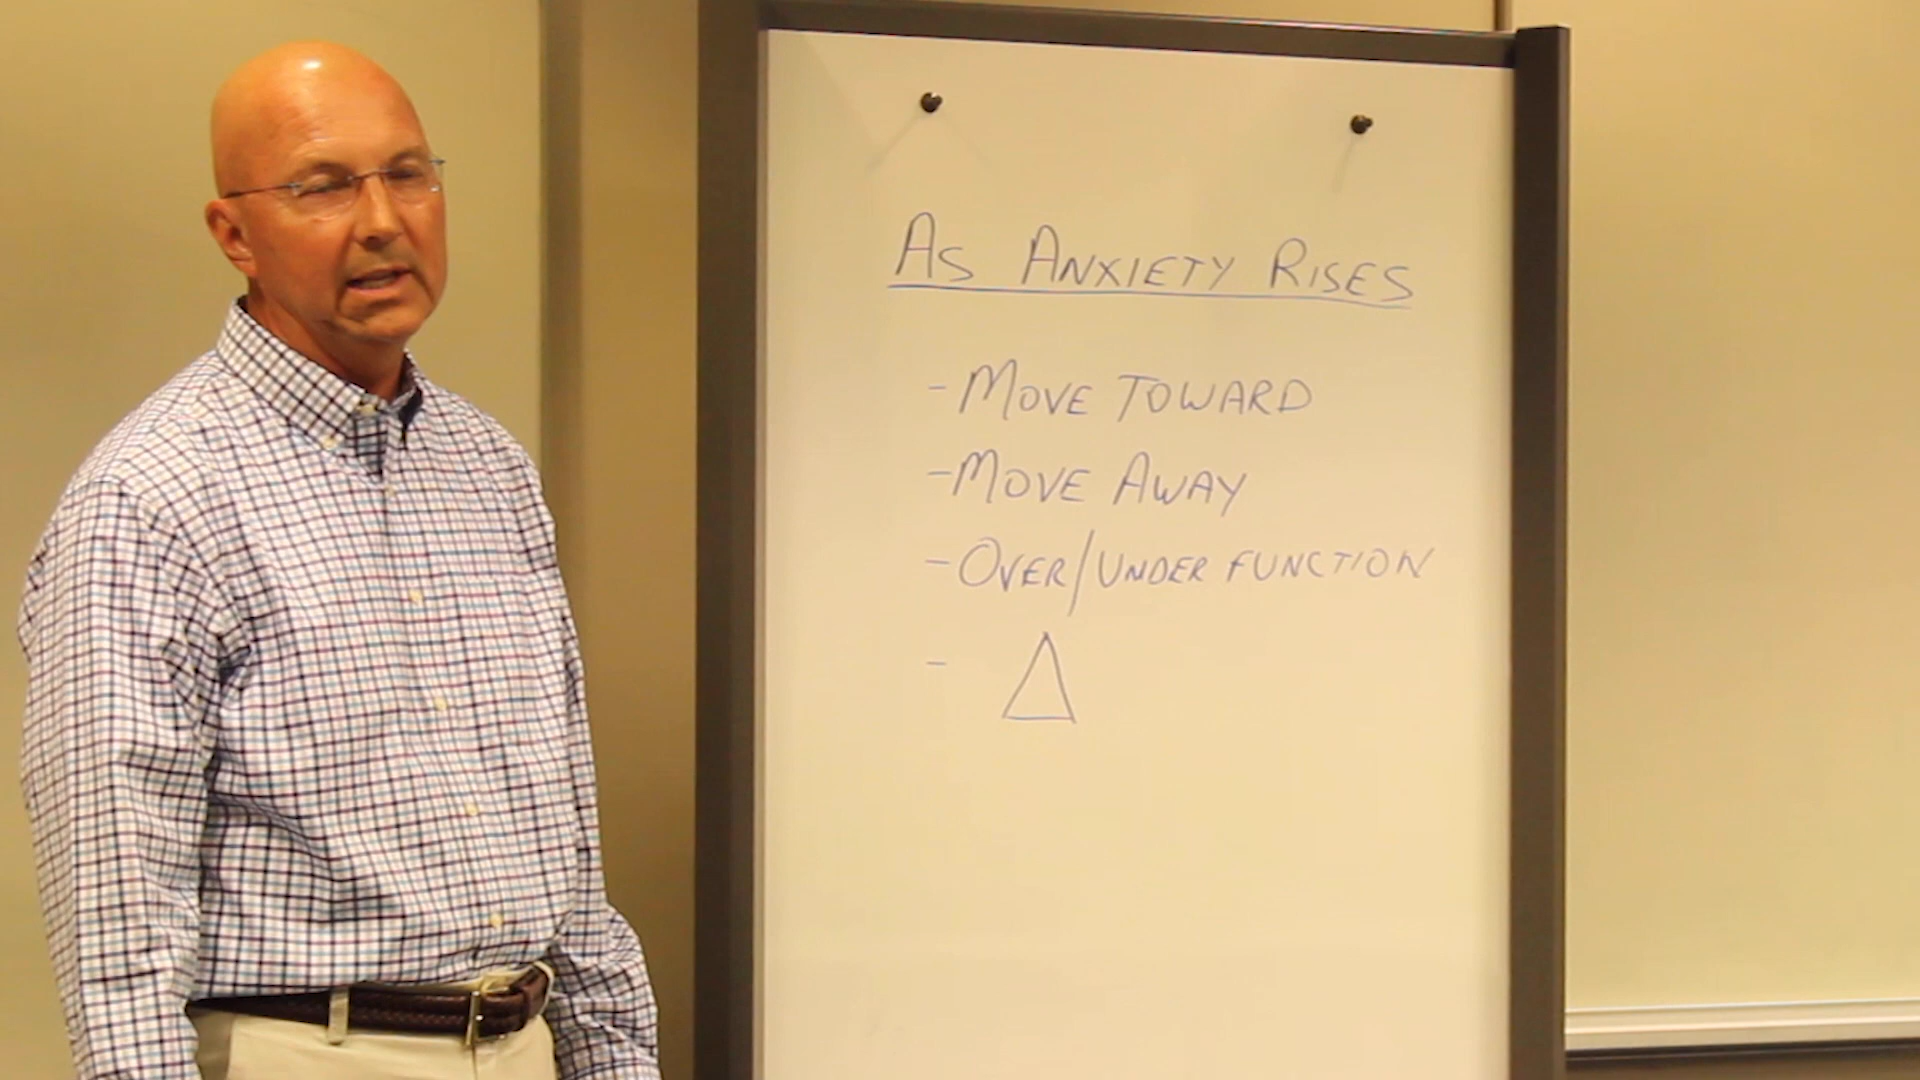 As Anxiety Rises
- Move Toward
- Move Away
- Over/Under Function
- Δ